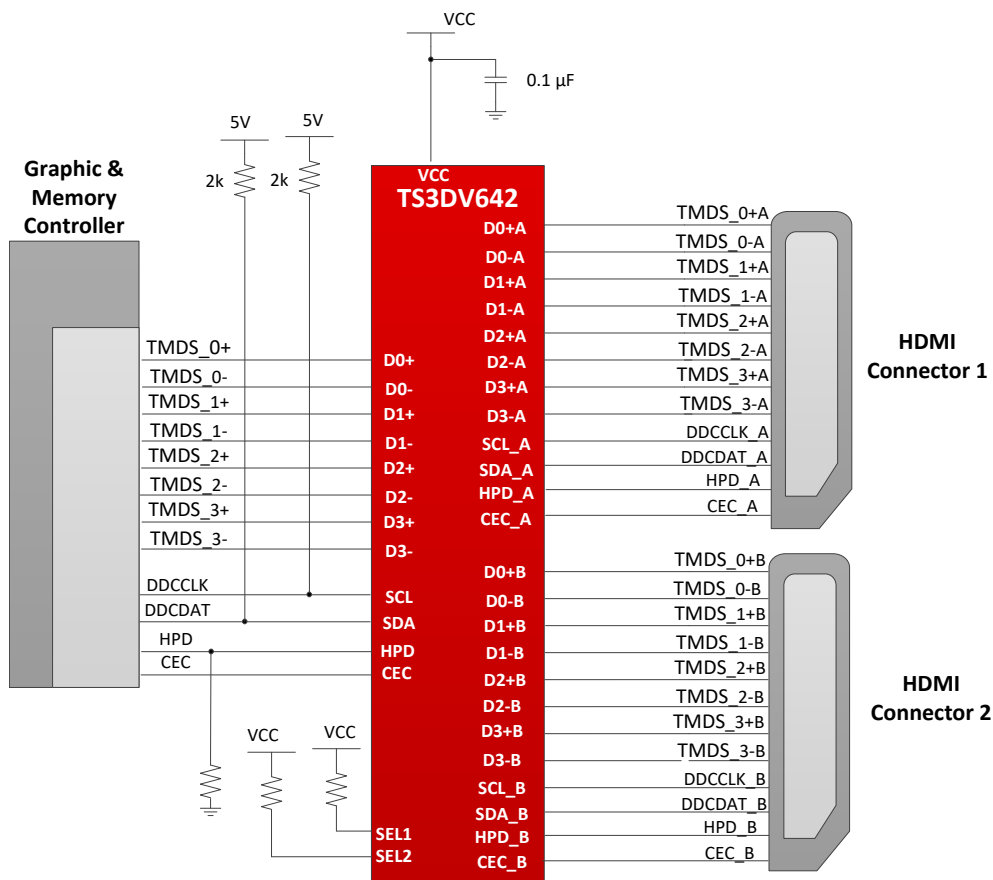 VCC
0.1 µF
5V
5V
2k
2k
Graphic &
Memory
Controller
VCC
TS3DV642
TMDS_0+
TMDS_0-
TMDS_1+
TMDS_1-
TMDS_2+
TMDS_2-
TMDS_3+
TMDS_3-
DDCCLK
DDCDAT
HPD
CEC
D0+
D0-
D1+
D1-
D2+
D2-
D3+
D3-
SCL
SDA
HPD
CEC
VCC
VCC
SEL1
SEL2
D0+A
D0-A
D1+A
D1-A
D2+A
D2-A
D3+A
D3-A
SCL_A
SDA_A
HPD_A
CEC_A
D0+B
D0-B
D1+B
D1-B
D2+B
D2-B
D3+B
D3-B
SCL_B
SDA_B
HPD_B
CEC_B
TMDS_0+A
TMDS_0-A
TMDS_1+A
TMDS_1-A
TMDS_2+A
TMDS_2-A
TMDS_3+A
TMDS_3-A
DDCCLK_A
DDCDAT_A
HPD_A
CEC_A
HDMI
Connector 1
TMDS_0+B
TMDS_0-B
TMDS_1+B
TMDS_1-B
TMDS_2+B
TMDS_2-B
TMDS_3+B
TMDS_3-B
DDCCLK_B
DDCDAT_B
HPD_B
CEC_B
HDMI
Connector 2